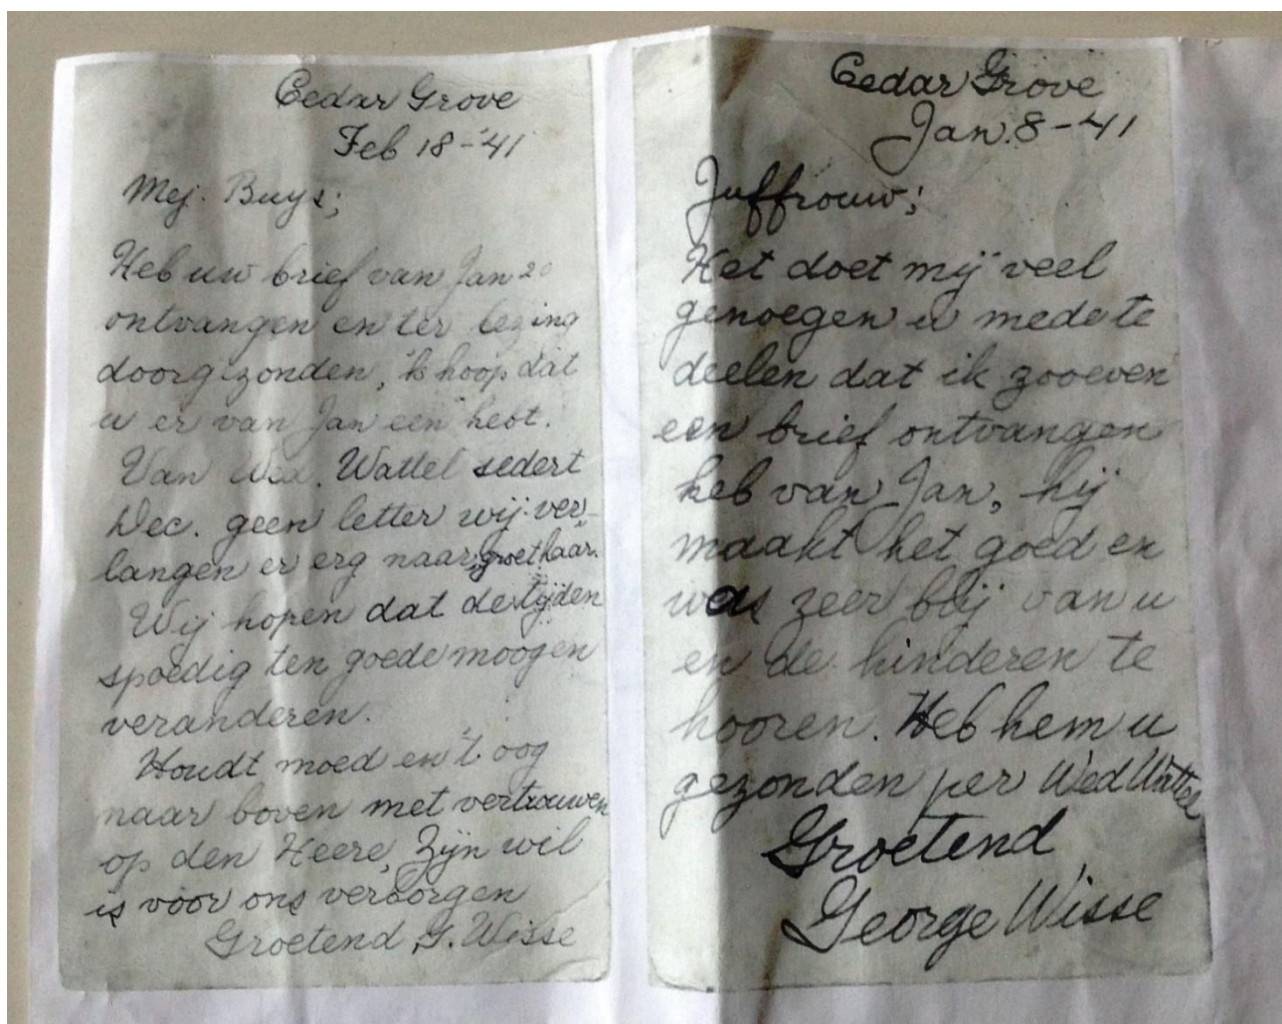 Cedar Grove
Feb 18-'41
Mej. Buys;
Heb uw brief van Jan 20
ontvangen en ter lezing
doorgezonden, 'k hoop dat
u er van Jan een hebt.
Van Wed. Wattel sedert
Dec. geen letter wij ver-
langen er erg naar, groet haar.
Wij hopen dat de tijden
spoedig ten goede moogen
veranderen.
Houdt moed en 't oog
naar boven met vertrouwen
op den Heere, Zijn wil
is voor ons verborgen
Groetend G. Wisse
Cedar Grove
Jan. 8-41
Juffrouw;
Het doet mij veel
genoegen u mede te
deelen dat ik zooeven
een brief ontvangen
heb van Jan, hij
maakt het goed en
was zeer blij van u
en de kinderen te
hooren. Heb hem u
gezonden per Wed Wattel
Groetend
George Wisse